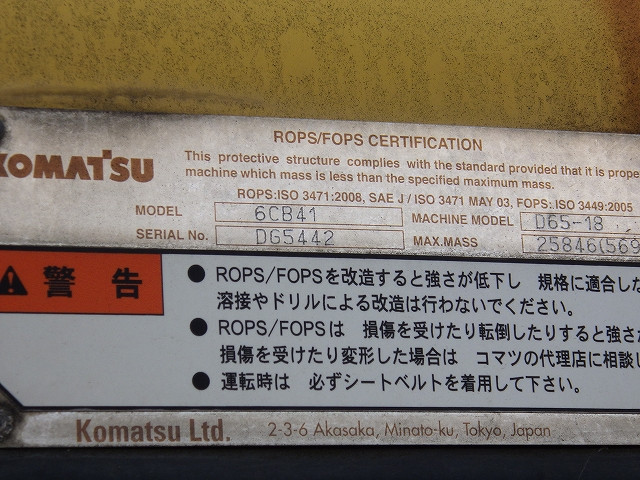 ROPS/FOPS CERTIFICATION
KOMATSU
This protective structure complies with the standard provided that it is
machine which mass is less than the specified maximum mass.
ROPS:ISO 3471:2008, SAE J / ISO 3471 MAY 03, FOPS:ISO 3449:2005
MODEL 6CB41 MACHINE MODEL D65-18
SERIAL No. DG5442 MAX.MASS 25846(569
警告
● ROPS/FOPSを改造すると強さが低下し 規格に適合した
溶接やドリルによる改造は行わないでください。
● ROPS/FOPSは 損傷を受けたり転倒したりすると強さ
損傷を受けたり変形した場合は コマツの代理店に相談
● 運転時は 必ずシートベルトを着用して下さい。
Komatsu Ltd. 2-3-6 Akasaka, Minato-ku, Tokyo, Japan